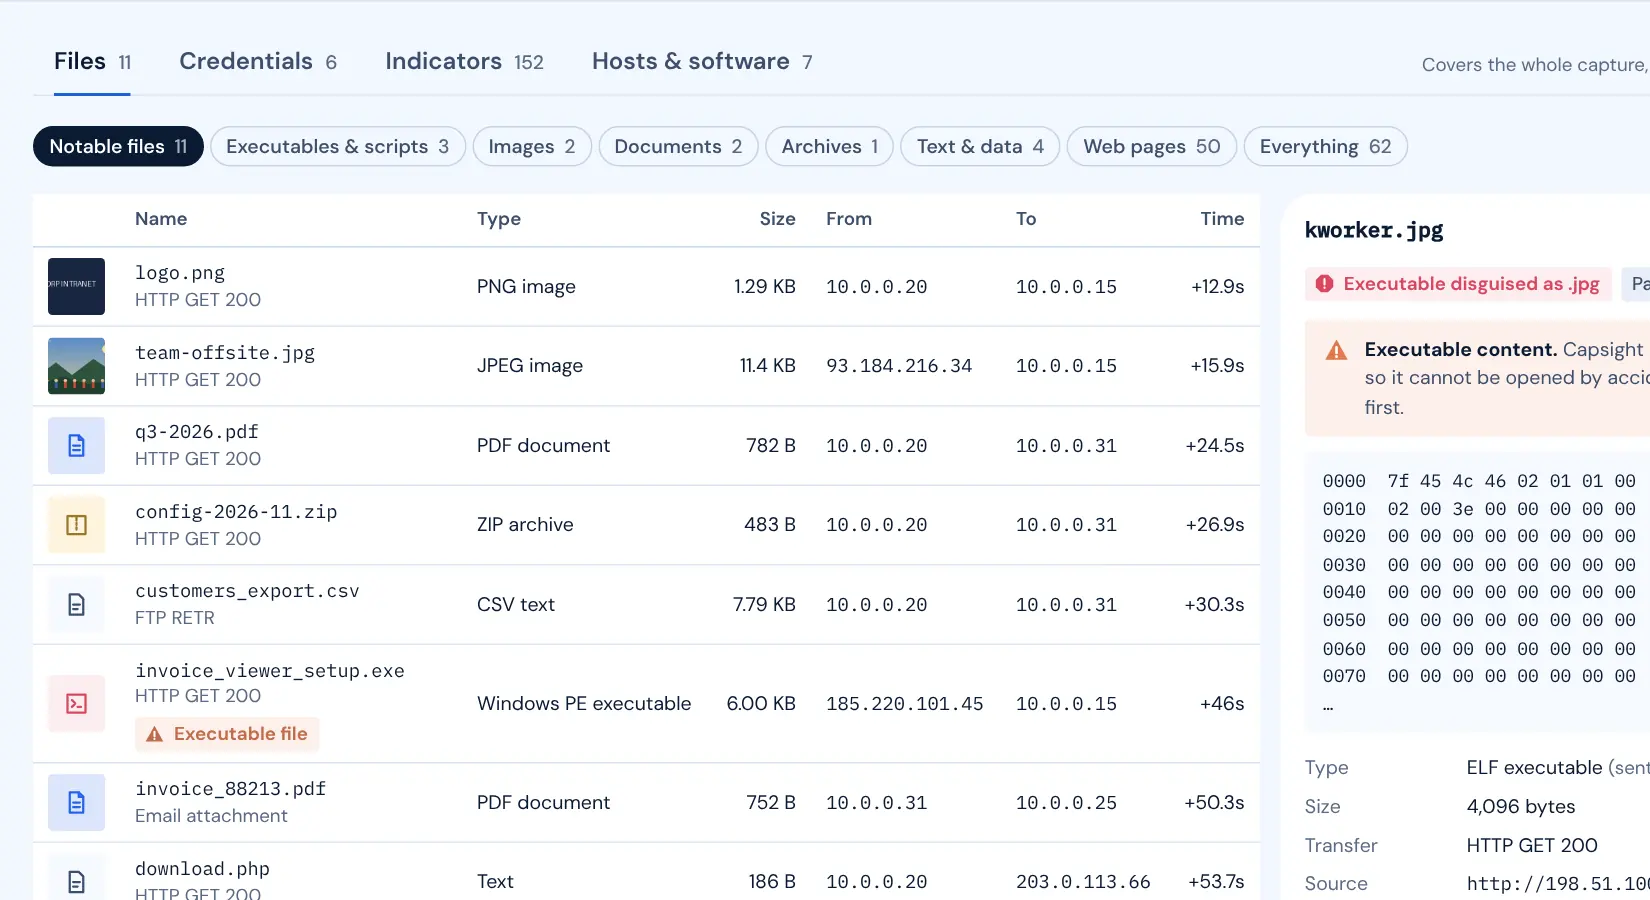 Files 11 Credentials 6 Indicators 152 Hosts & software 7
Covers the whole capture,
Notable files 11 Executables & scripts 3 Images 2 Documents 2 Archives 1 Text & data 4 Web pages 50 Everything 62
Name Type Size From To Time
logo.png
HTTP GET 200
PNG image 1.29 KB 10.0.0.20 10.0.0.15 +12.9s
team-offsite.jpg
HTTP GET 200
JPEG image 11.4 KB 93.184.216.34 10.0.0.15 +15.9s
q3-2026.pdf
HTTP GET 200
PDF document 782 B 10.0.0.20 10.0.0.31 +24.5s
config-2026-11.zip
HTTP GET 200
ZIP archive 483 B 10.0.0.20 10.0.0.31 +26.9s
customers_export.csv
FTP RETR
CSV text 7.79 KB 10.0.0.20 10.0.0.31 +30.3s
invoice_viewer_setup.exe
HTTP GET 200
Executable file
Windows PE executable 6.00 KB 185.220.101.45 10.0.0.15 +46s
invoice_88213.pdf
Email attachment
PDF document 752 B 10.0.0.31 10.0.0.25 +50.3s
download.php
HTTP GET 200
Text 186 B 10.0.0.20 203.0.113.66 +53.7s
kworker.jpg
Executable disguised as .jpg
Executable content. Capsight
so it cannot be opened by
first.
0000 7f 45 4c 46 02 01 01 00
0010 02 00 3e 00 00 00 00 00
0020 00 00 00 00 00 00 00 00
0030 00 00 00 00 00 00 00 00
0040 00 00 00 00 00 00 00 00
0050 00 00 00 00 00 00 00 00
0060 00 00 00 00 00 00 00 00
0070 00 00 00 00 00 00 00 00
…
Type ELF executable (sent
Size 4,096 bytes
Transfer HTTP GET 200
Source http://198.51.100